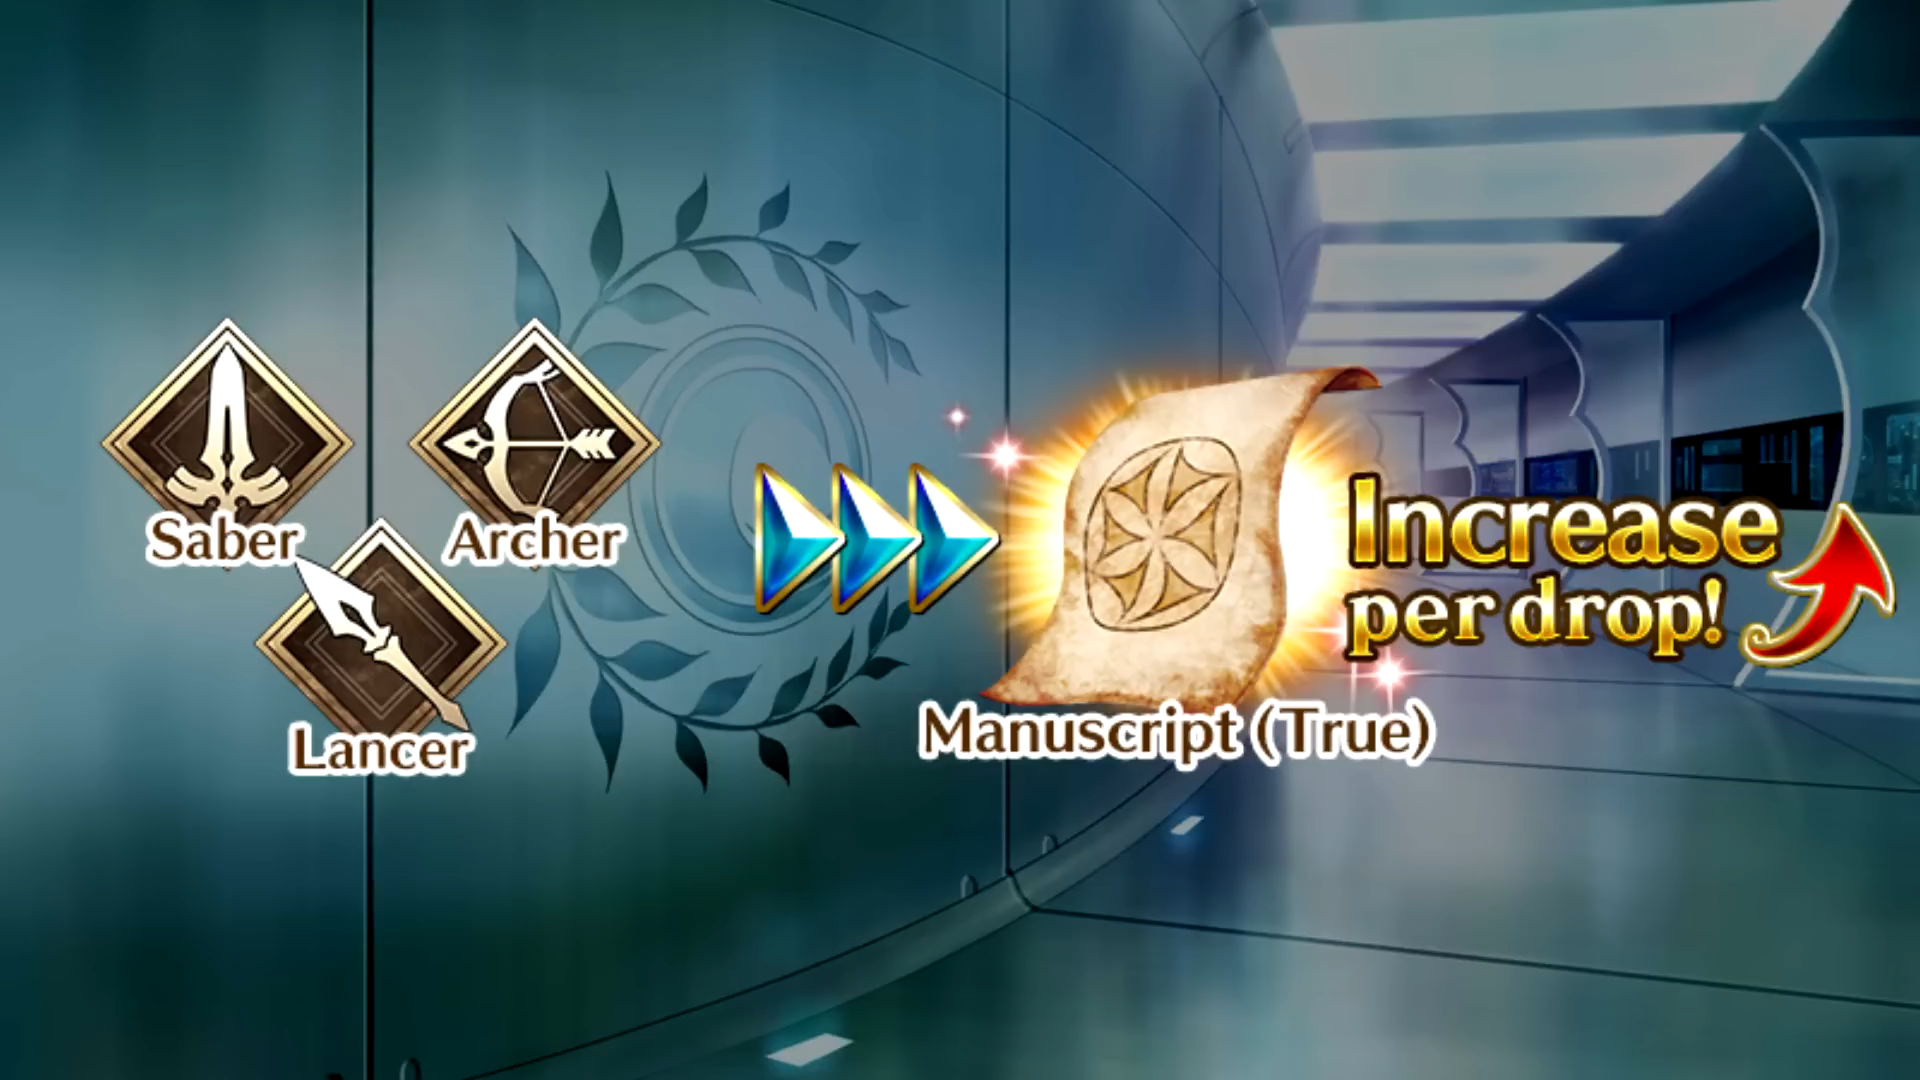 Saber
Archer
Lancer
Manuscript (True)
Increase
per drop!